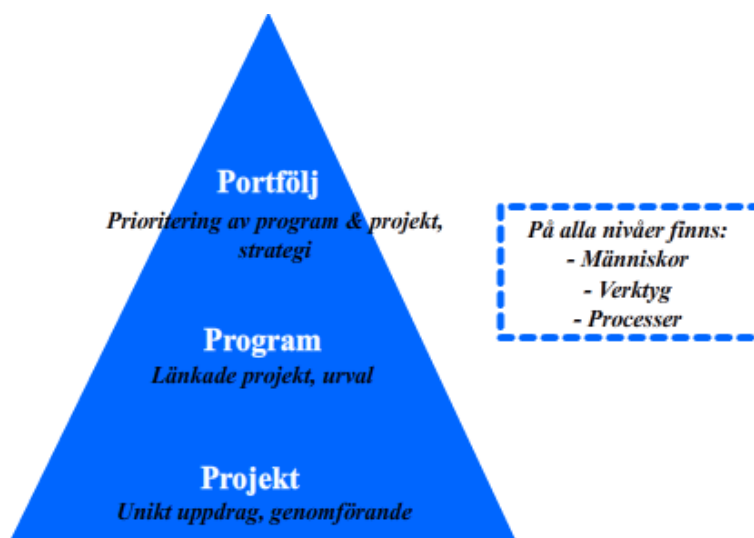 Portfölj
Prioritering av program & projekt,
strategi
Program
Länkade projekt, urval
Projekt
Unikt uppdrag, genomförande
På alla nivåer finns:
- Människor
- Verktyg
- Processer